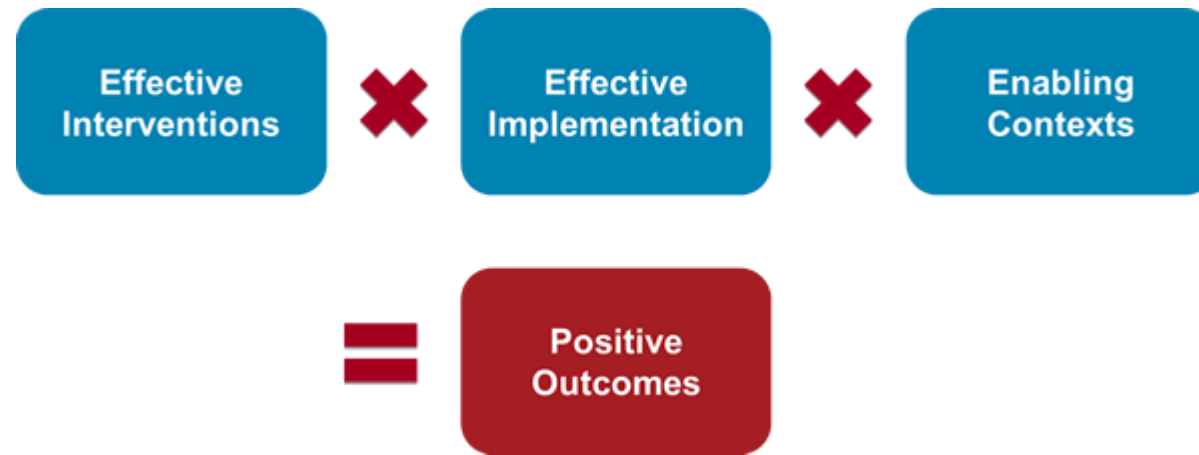 Effective
Interventions
Effective
Implementation
Enabling
Contexts
Positive
Outcomes